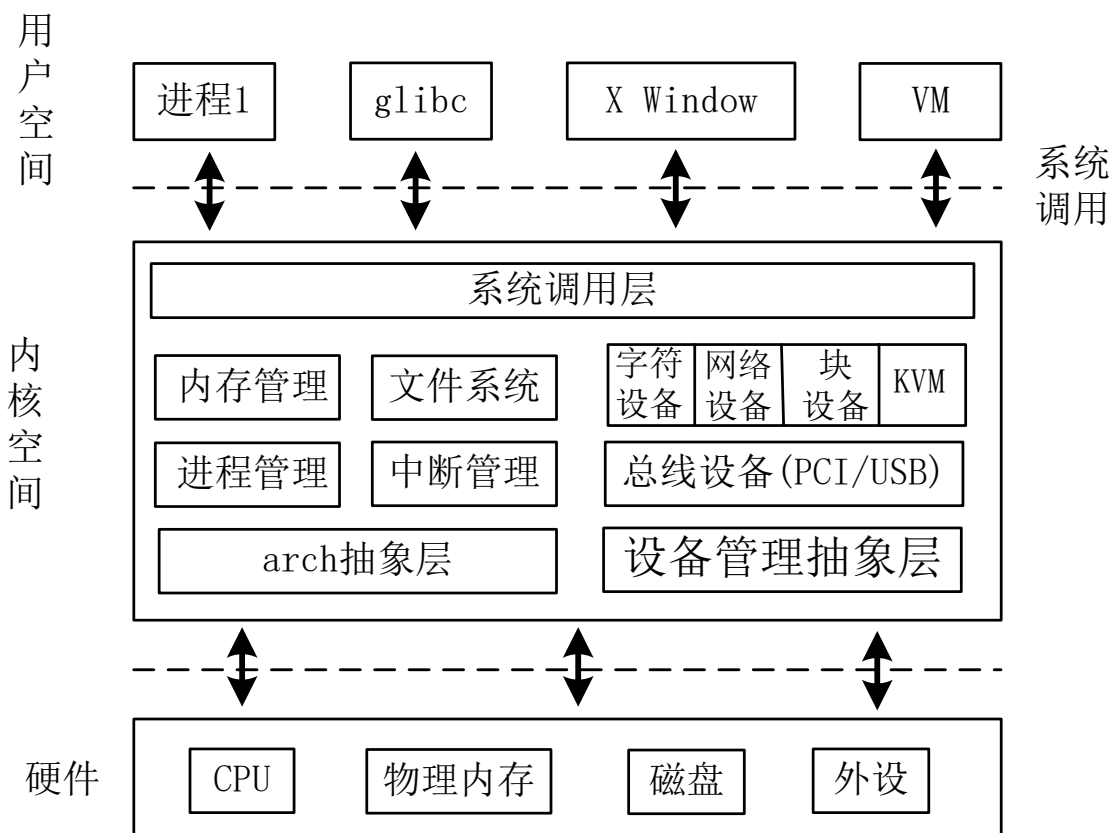 用户空间
进程1
glibc
X Window
VM
系统
调用
内核空间
系统调用层
内存管理
文件系统
字符
设备
网络
设备
块
设备
KVM
进程管理
中断管理
总线设备(PCI/USB)
arch抽象层
设备管理抽象层
硬件
CPU
物理内存
磁盘
外设